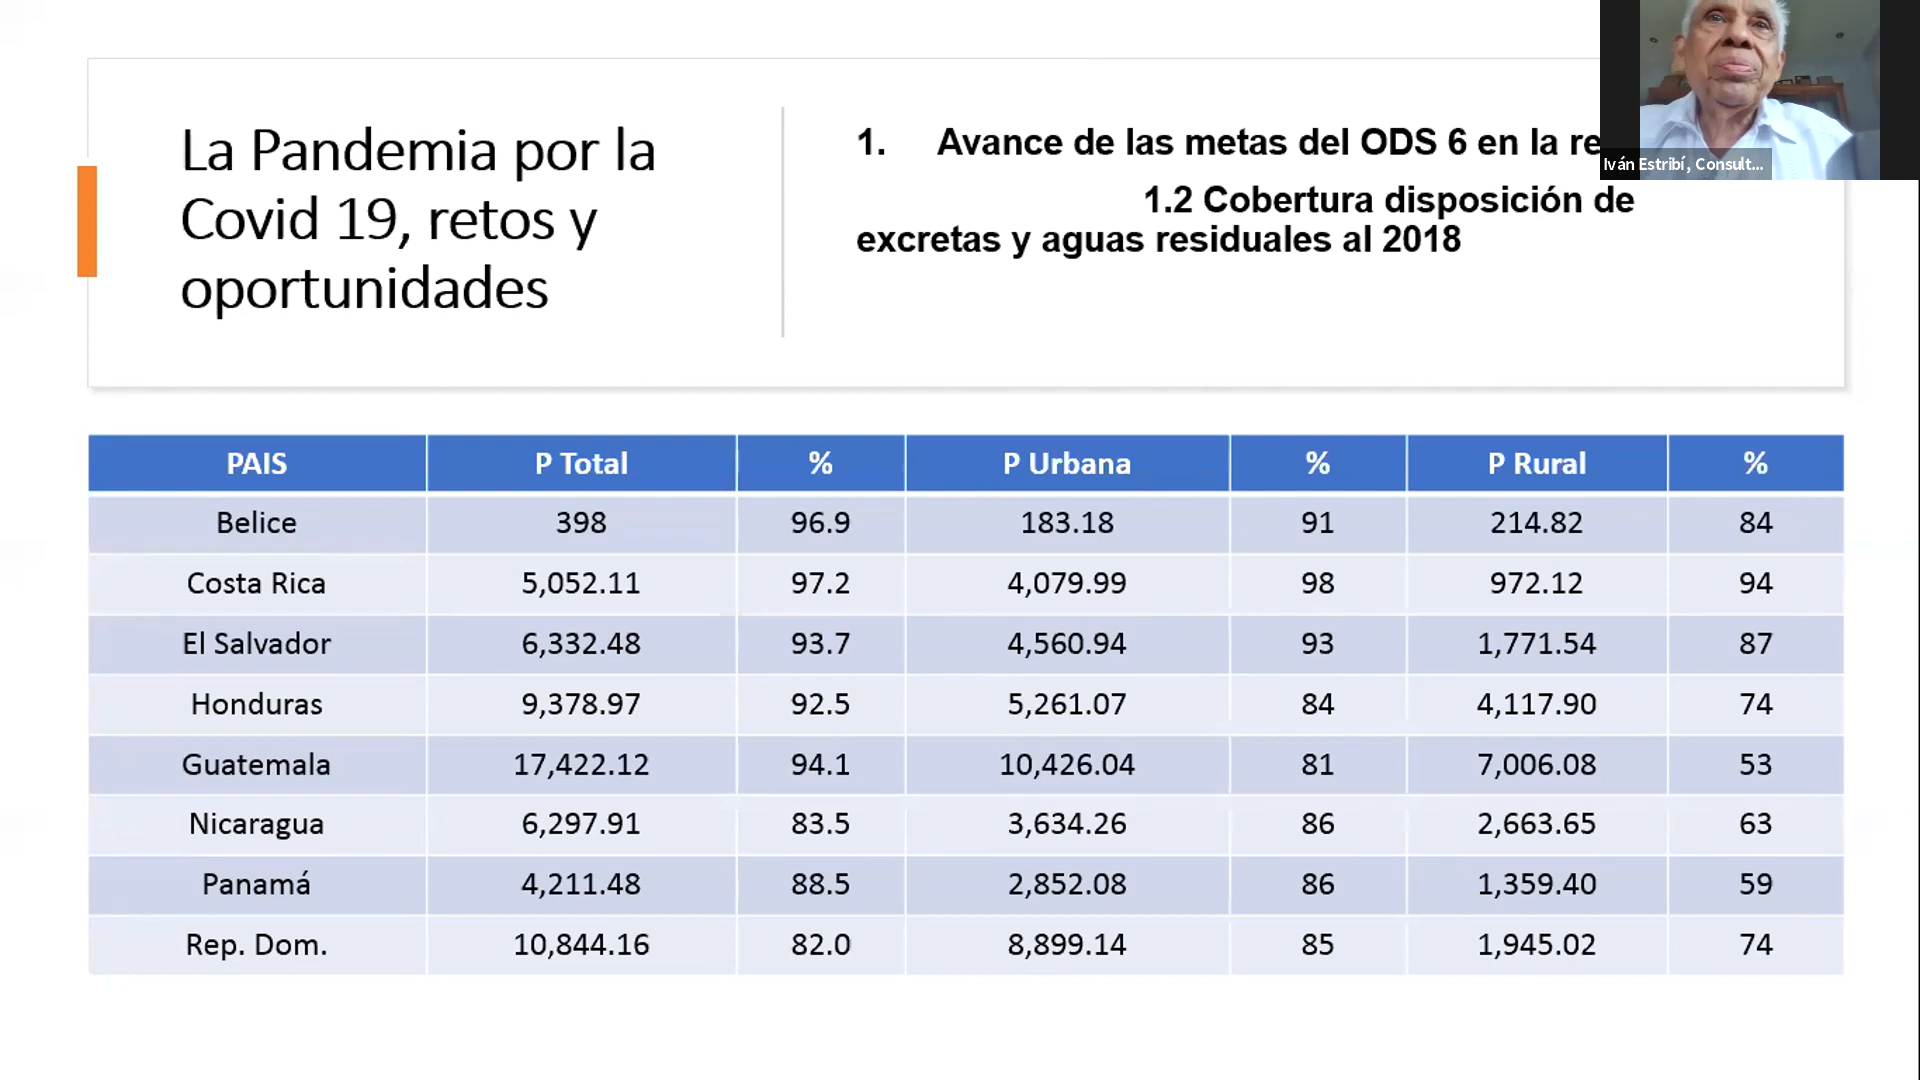 La Pandemia por la
Covid 19, retos y
oportunidades
1. Avance de las metas del ODS 6 en la
1.2 Cobertura disposición de
excretas y aguas residuales al 2018
Iván Estribí, Consult...
PAIS P Total % P Urbana % P Rural %
Belice 398 96.9 183.18 91 214.82 84
Costa Rica 5,052.11 97.2 4,079.99 98 972.12 94
El Salvador 6,332.48 93.7 4,560.94 93 1,771.54 87
Honduras 9,378.97 92.5 5,261.07 84 4,117.90 74
Guatemala 17,422.12 94.1 10,426.04 81 7,006.08 53
Nicaragua 6,297.91 83.5 3,634.26 86 2,663.65 63
Panamá 4,211.48 88.5 2,852.08 86 1,359.40 59
Rep. Dom. 10,844.16 82.0 8,899.14 85 1,945.02 74